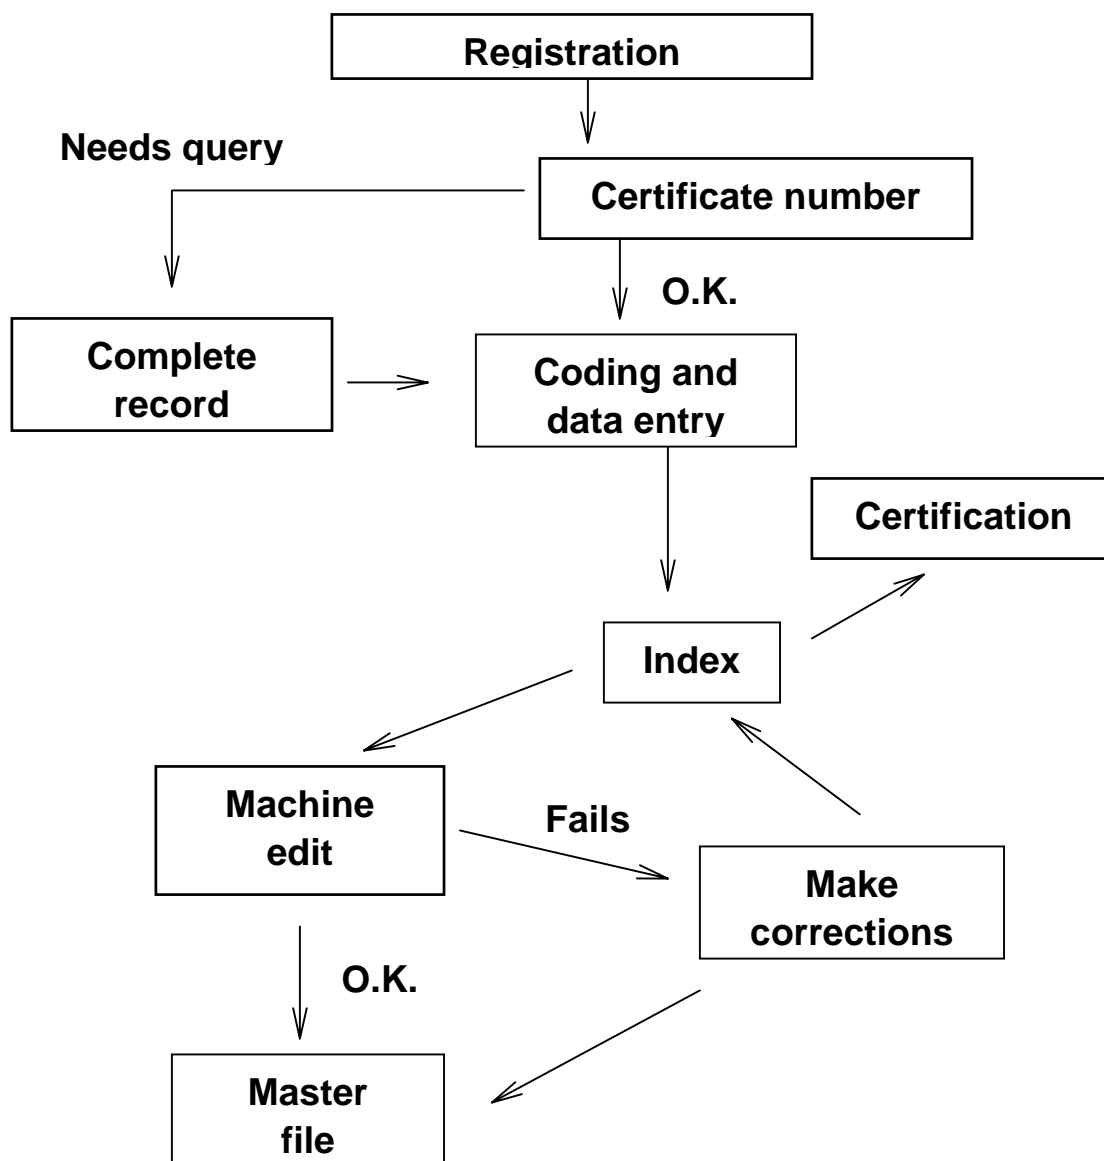 Registration
Needs query
Certificate number
O.K.
Complete
record
Coding and
data entry
Certification
Index
Machine
edit
Fails
Make
corrections
O.K.
Master
file